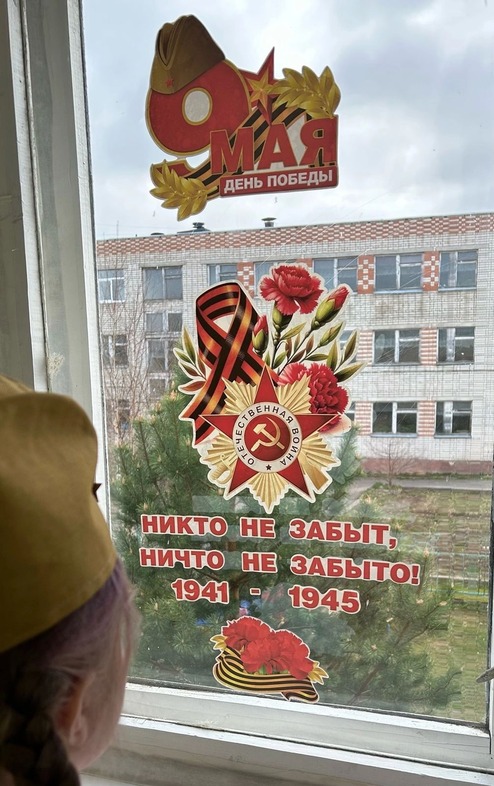 9
МАЯ
ДЕНЬ ПОБЕДЫ
ОТЕЧЕСТВЕННАЯ ВОЙНА
НИКТО НЕ ЗАБЫТ,
НИЧТО НЕ ЗАБЫТО!
1941 - 1945